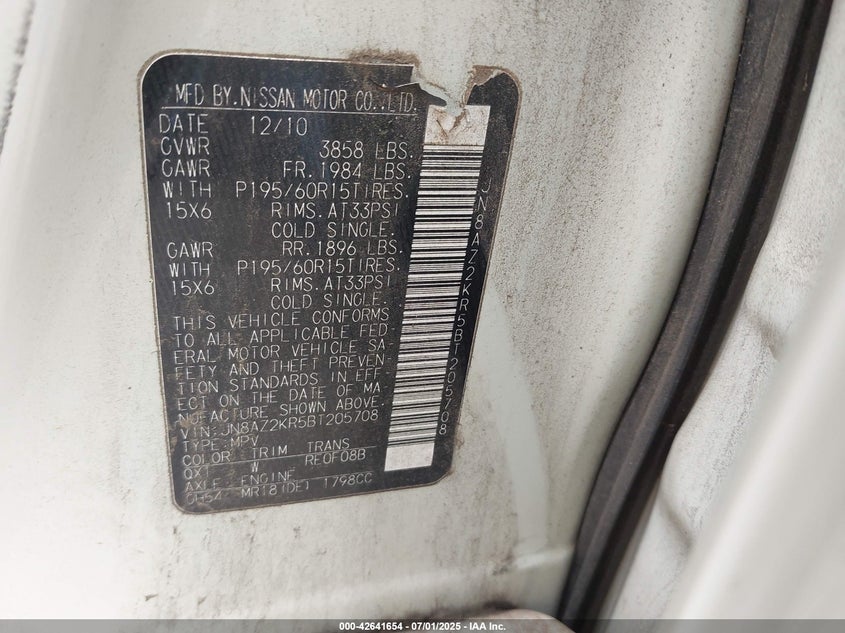 MFD BY.NISSAN MOTOR CO.,LTD.
DATE 12/10
GVWR 3858 LBS.
GAWR FR.1984 LBS.
WITH P195/60R15TIRES.
15X6 RIMS.AT33PSI
COLD SINGLE.
GAWR RR.1896 LBS.
WITH P195/60R15TIRES.
15X6 RIMS.AT33PSI
COLD SINGLE.
THIS VEHICLE CONFORMS
TO ALL APPLICABLE FED-
ERAL MOTOR VEHICLE SA-
FETY AND THEFT PREVEN-
TION STANDARDS IN EFF-
ECT ON THE DATE OF MA-
NUFACTURE SHOWN ABOVE.
VIN:JN8AZ2KR5BT205708
TYPE:MPV
COLOR TRIM TRANS
QX1 W RE0F08B
AXLE ENGINE
MR18(DE) 1798CC
JN8AZ2KR5BT205708
000-42641654 - 07/01/2025 - IAA Inc.